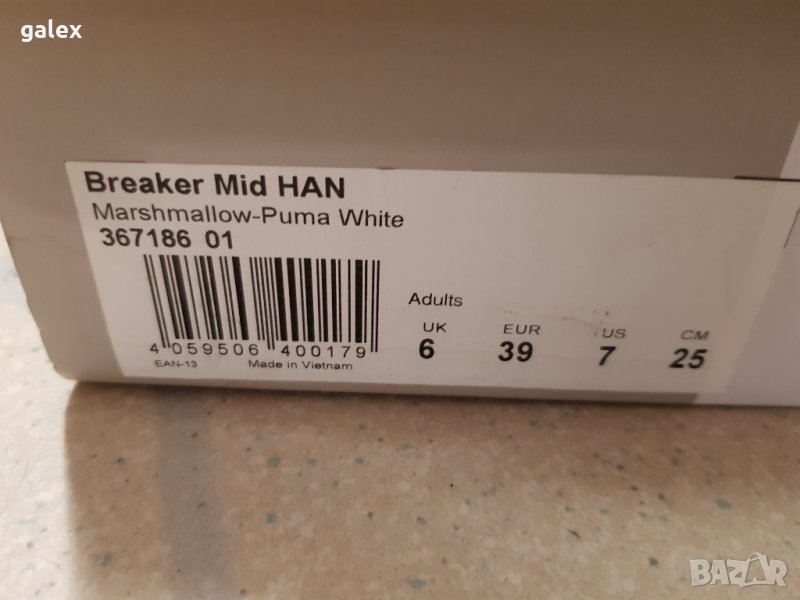 galex
Breaker Mid HAN
Marshmallow-Puma White
367186 01
Adults
UK EUR US CM
6 39 7 25
4 059506 400179
EAN-13 Made in Vietnam
BAZAR